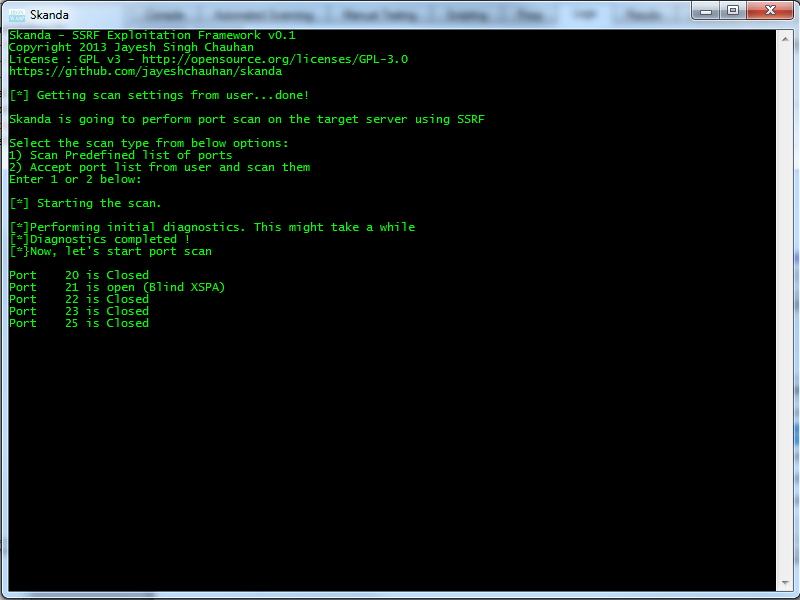 Skanda
Skanda - SSRF Exploitation Framework v0.1
Copyright 2013 Jayesh Singh Chauhan
License : GPL v3 - http://opensource.org/licenses/GPL-3.0
https://github.com/jayeshchauhan/skanda
[*] Getting scan settings from user...done!
Skanda is going to perform port scan on the target server using SSRF
Select the scan type from below options:
1) Scan Predefined list of ports
2) Accept port list from user and scan them
Enter 1 or 2 below:
[*] Starting the scan.
[*]Performing initial diagnostics. This might take a while
[*]Diagnostics completed !
[*}Now, let's start port scan
Port    20 is Closed
Port    21 is open (Blind XSPA)
Port    22 is Closed
Port    23 is Closed
Port    25 is Closed